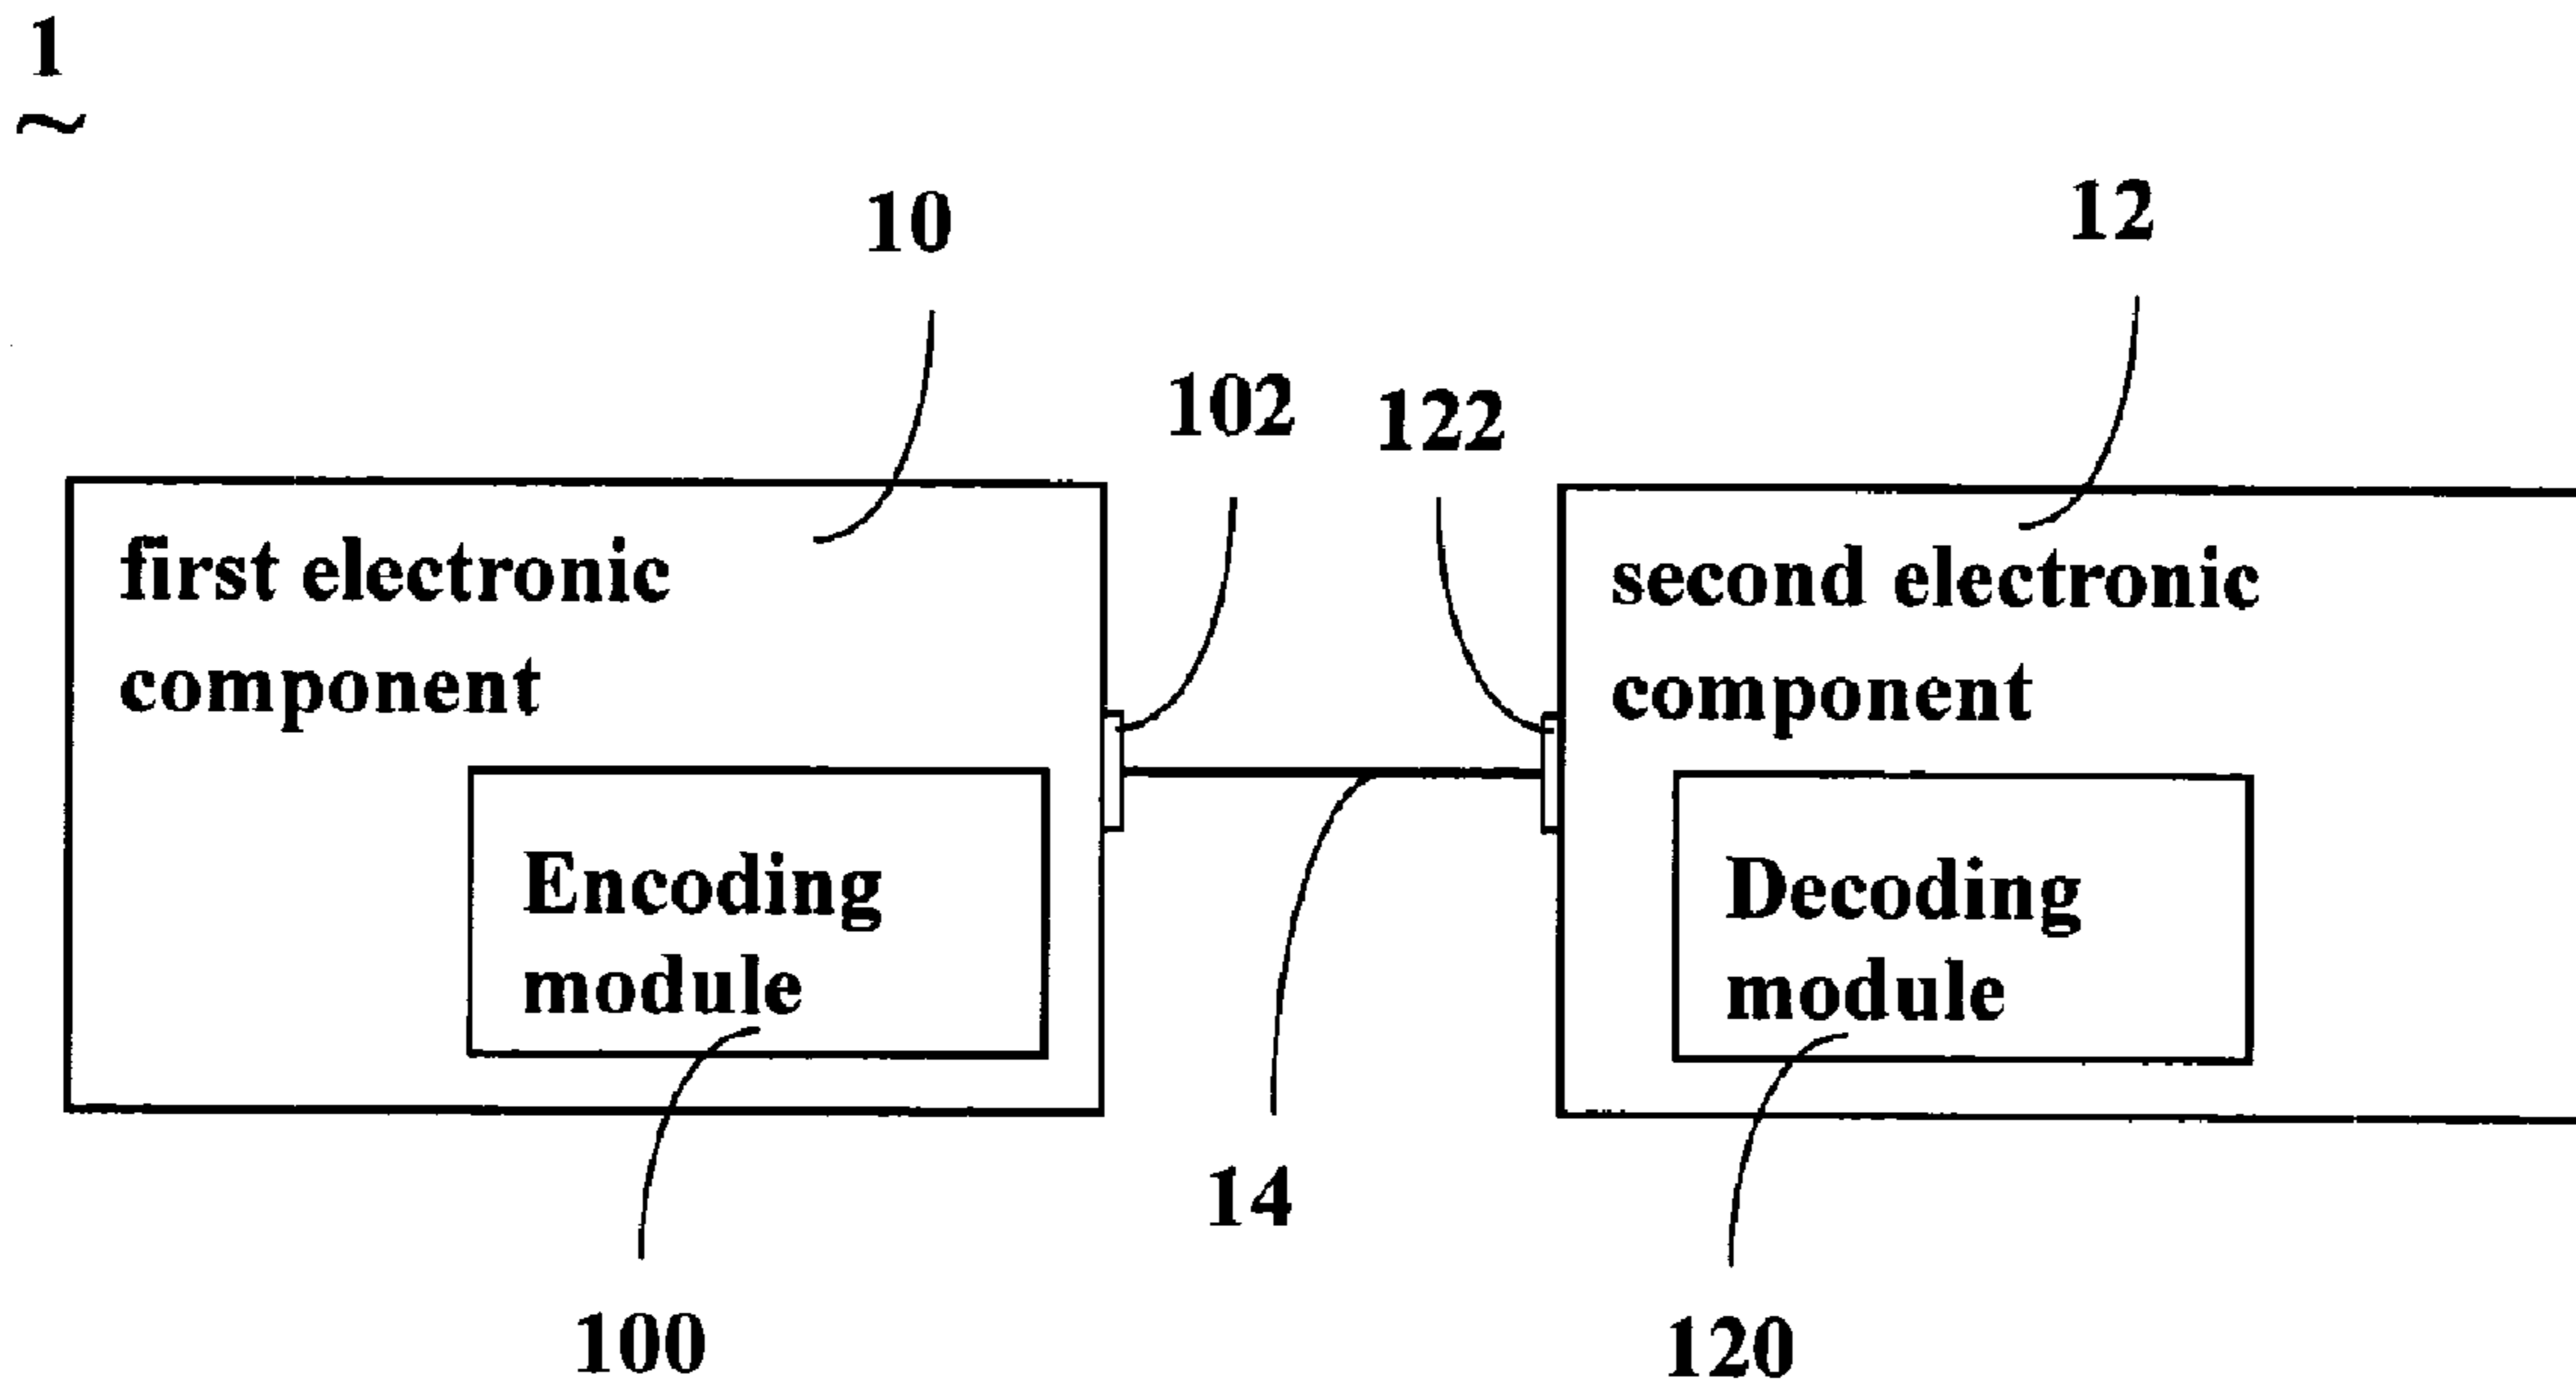 1
~
10
12
102
122
first electronic
component
second electronic
component
Encoding
module
Decoding
module
14
100
120